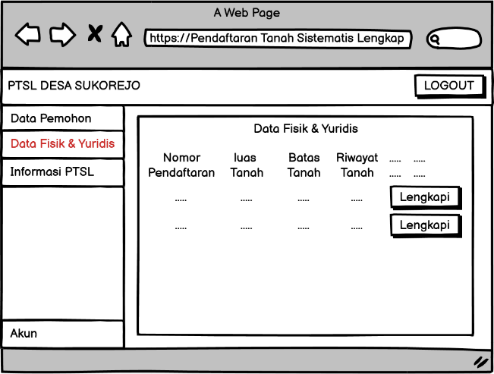 A Web Page
https://Pendaftaran Tanah Sistematis Lengkap
PTSL DESA SUKOREJO
LOGOUT
Data Pemohon
Data Fisik & Yuridis
Informasi PTSL
Akun
Data Fisik & Yuridis
Nomor Pendaftaran
luas Tanah
Batas Tanah
Riwayat Tanah
..... .....
..... .....
..... ..... ..... ..... Lengkapi
..... ..... ..... ..... Lengkapi